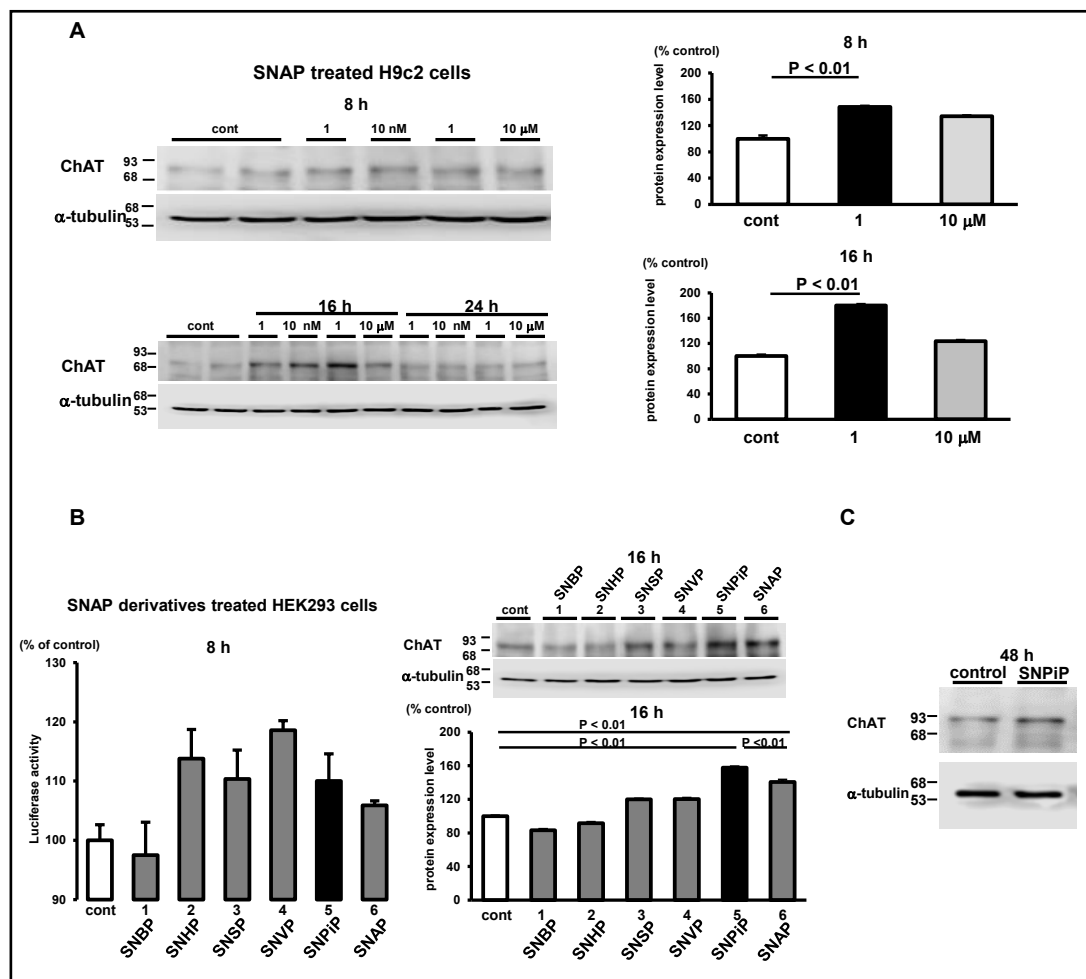 A
SNAP treated H9c2 cells
8 h
cont 1 10 nM 1 10 μM
ChAT 93 68
α-tubulin 68 53
16 h 24 h
cont 1 10 nM 1 10 μM 1 10 nM 1 10 μM
ChAT 93 68
α-tubulin 68 53
(% control) 8 h
P < 0.01
protein expression level
200
160
120
80
40
0
cont 1 10 μM
(% control) 16 h
P < 0.01
protein expression level
200
160
120
80
40
0
cont 1 10 μM
B
SNAP derivatives treated HEK293 cells
(% of control) 8 h
Luciferase activity
130
120
110
100
90
cont 1 2 3 4 5 6
SNBP SNHP SNSP SNVP SNPiP SNAP
16 h
SNBP SNHP SNSP SNVP SNPiP SNAP
cont 1 2 3 4 5 6
ChAT 93 68
α-tubulin 68 53
(% control) 16 h
P < 0.01
P < 0.01 P <0.01
protein expression level
200
160
120
80
40
0
cont 1 2 3 4 5 6
SNBP SNHP SNSP SNVP SNPiP SNAP
C
48 h
control SNPiP
ChAT 93 68
α-tubulin 68 53